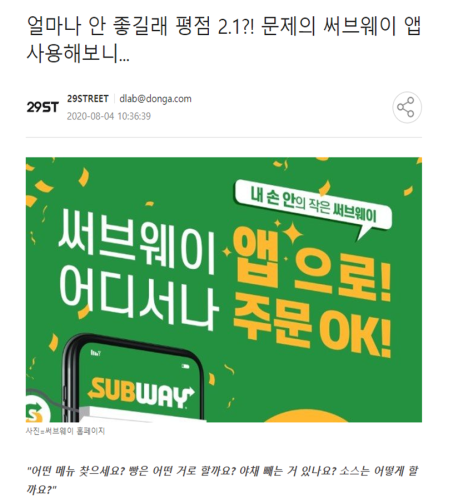 얼마나 안 좋길래 평점 2.1?! 문제의 써브웨이 앱
사용해보니...
29ST
29STREET | dlab@donga.com
2020-08-04 10:36:39
내 손 안의 작은 써브웨이
써브웨이 앱으로!
어디서나 주문 OK!
SUBWAY
사진=써브웨이 홈페이지
"어떤 메뉴 찾으세요? 빵은 어떤 거로 할까요? 야채 빼는 거 있나요? 소스는 어떻게 할
까요?"